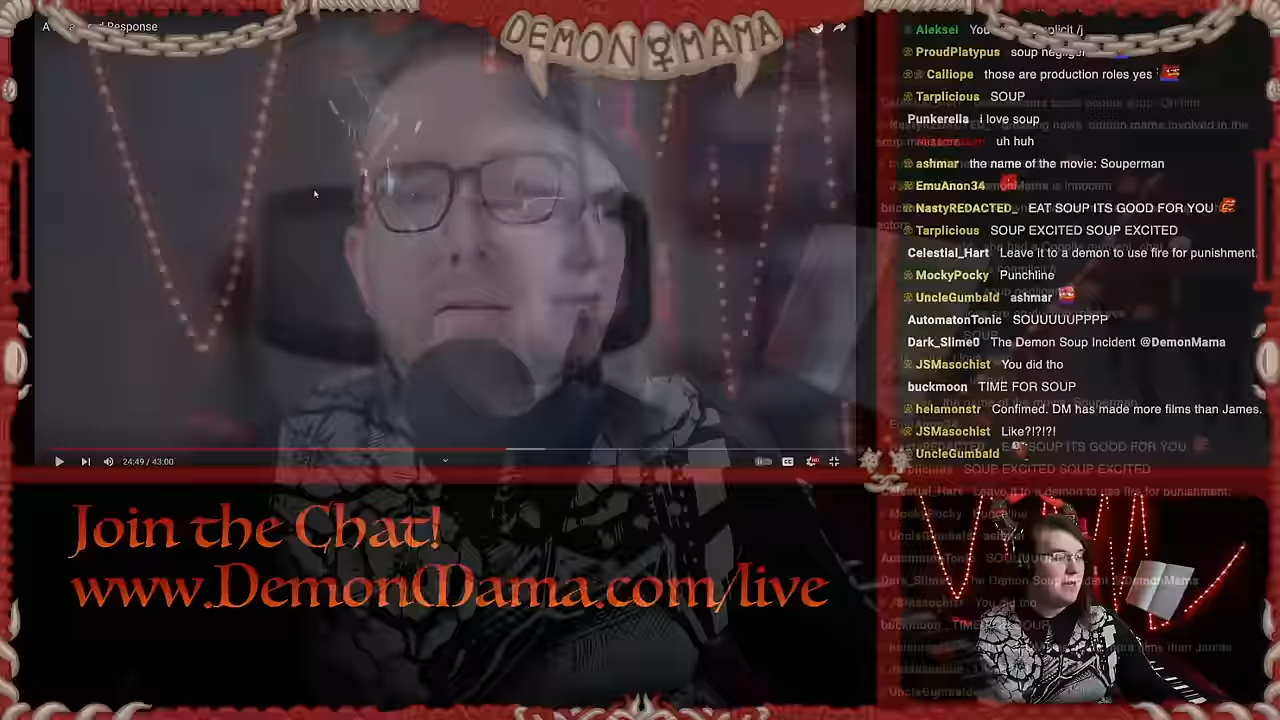 DEMON MAMA
Response
Aleksei You plicit /j
ProudPlatypus soup
Calliope those are production roles yes
Tarplicious SOUP
Punkerella i love soup
uh huh
ashmar the name of the movie: Souperman
EmuAnon34
NastyREDACTED_ EAT SOUP ITS GOOD FOR YOU
Tarplicious SOUP EXCITED SOUP EXCITED
Celestial_Hart Leave it to a demon to use fire for punishment.
MockyPocky Punchline
UncleGumbald ashmar
AutomatonTonic SOUUUUUPPPP
Dark_Slime0 The Demon Soup Incident @DemonMama
JSMasochist You did tho
buckmoon TIME FOR SOUP
helamonstr Confimed. DM has made more films than James.
JSMasochist Like?!?!?!
UncleGumbald
24:49 / 43:00
Join the Chat!
www.DemonMama.com/live